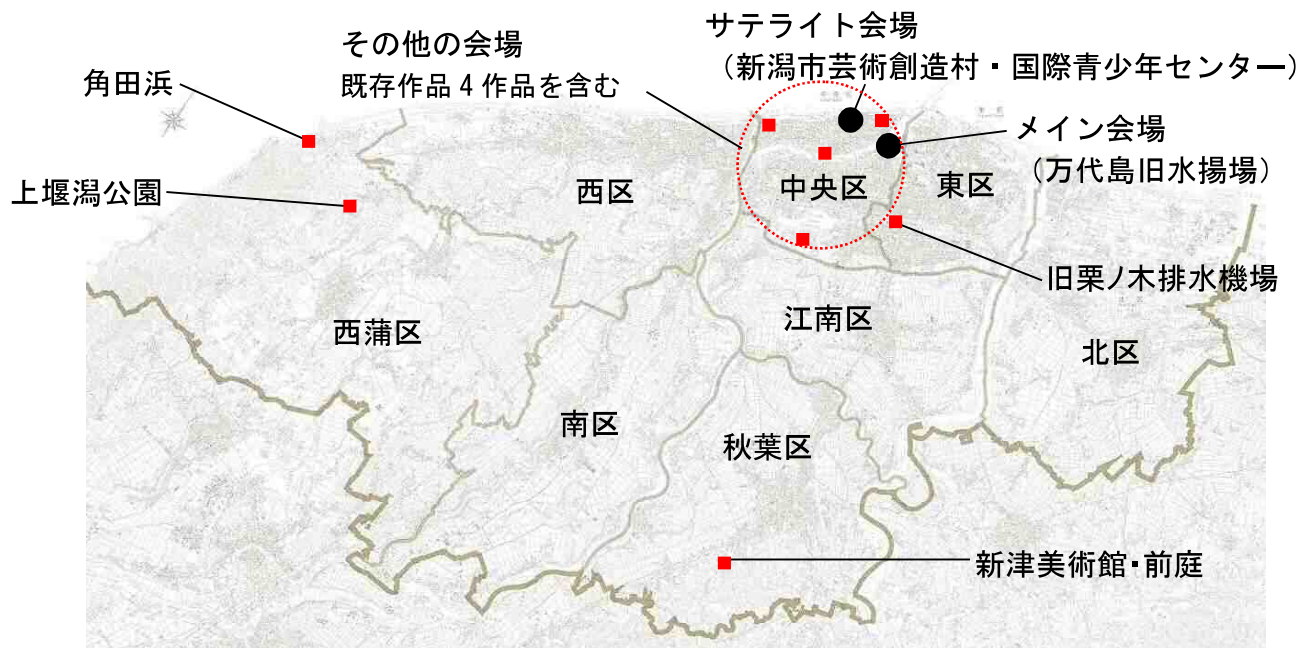 サテライト会場
（新潟市芸術創造村・国際青少年センター）
その他の会場
既存作品４作品を含む
角田浜
メイン会場
（万代島旧水揚場）
上堰潟公園
西区
中央区
東区
旧栗ノ木排水機場
西蒲区
江南区
北区
南区
秋葉区
新津美術館・前庭